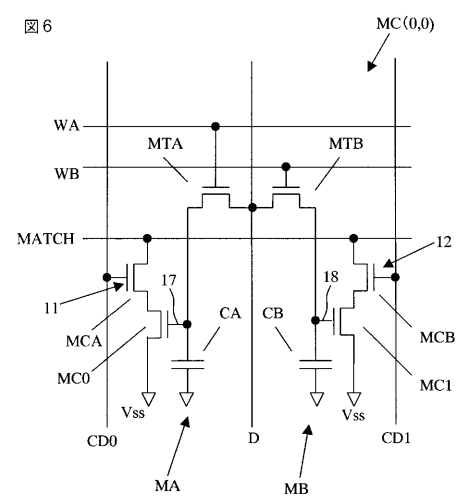 図6
MC(0,0)
WA
MTA
MTB
WB
MATCH
12
11
17
18
CA
CB
MCA
MCB
MC0
MC1
Vss
Vss
CD0
D
CD1
MA
MB